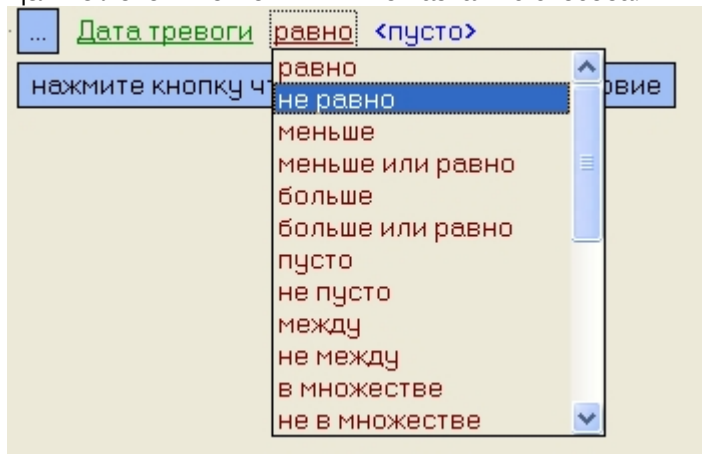 ... Дата тревоги равно <пусто>
нажмите кнопку ч
овие
равно
не равно
меньше
меньше или равно
больше
больше или равно
пусто
не пусто
между
не между
в множестве
не в множестве